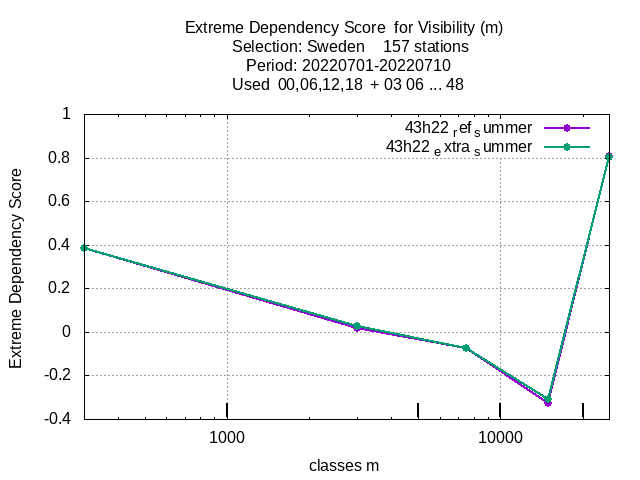 Extreme Dependency Score  for Visibility (m)
Selection: Sweden    157 stations
Period: 20220701-20220710
Used  00,06,12,18  + 03 06 ... 48
43h22 ref summer
43h22 extra summer
1
0.8
0.6
0.4
0.2
0
-0.2
-0.4
Extreme Dependency Score
1000 10000
classes m